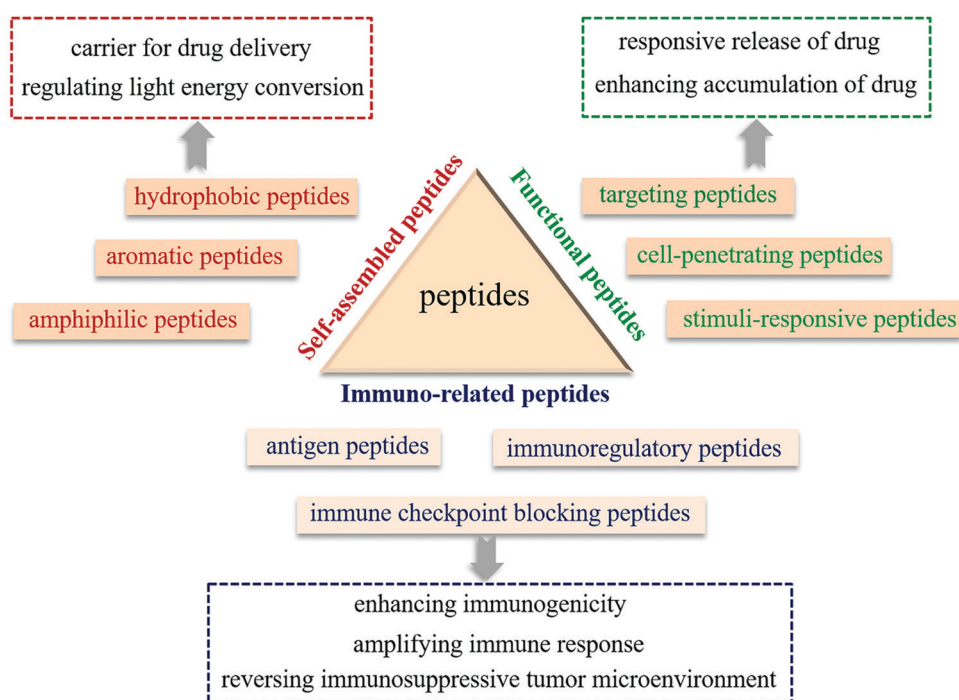 carrier for drug delivery
regulating light energy conversion
responsive release of drug
enhancing accumulation of drug
hydrophobic peptides
aromatic peptides
amphiphilic peptides
Self-assembled peptides
peptides
Functional peptides
targeting peptides
cell-penetrating peptides
stimuli-responsive peptides
Immuno-related peptides
antigen peptides
immunoregulatory peptides
immune checkpoint blocking peptides
enhancing immunogenicity
amplifying immune response
reversing immunosuppressive tumor microenvironment